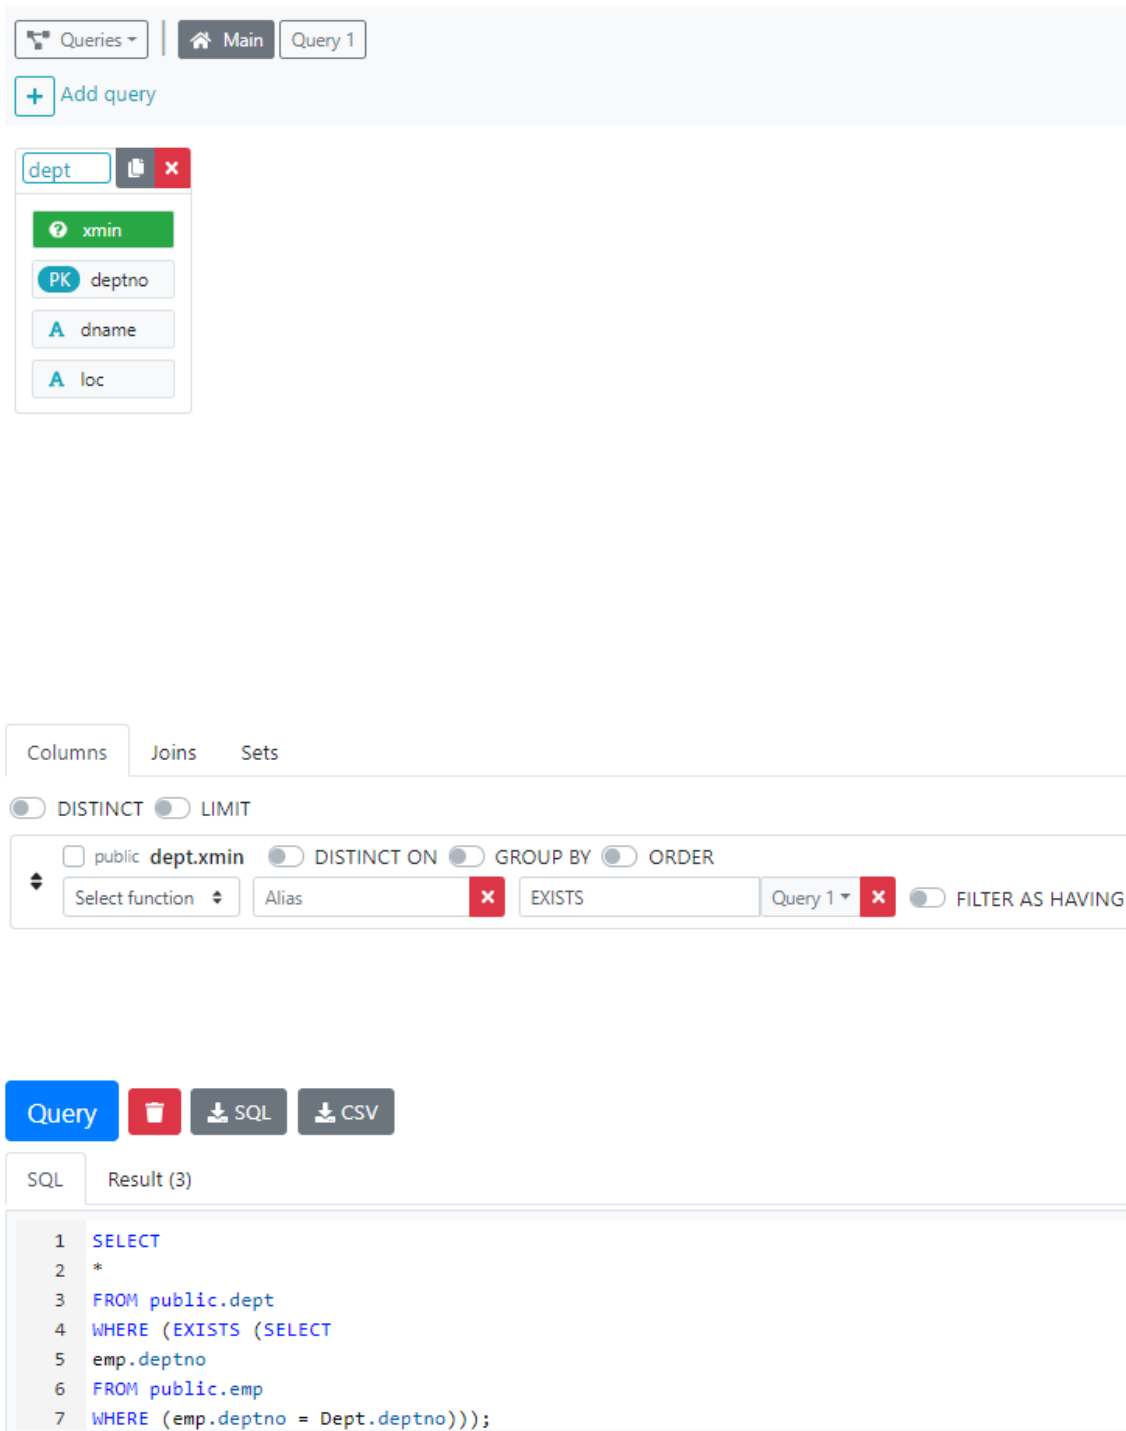 Queries Main Query 1
+ Add query
dept
? xmin
PK deptno
A dname
A loc
Columns Joins Sets
DISTINCT LIMIT
public dept.xmin DISTINCT ON GROUP BY ORDER
Select function Alias EXISTS Query 1 FILTER AS HAVING
Query SQL CSV
SQL Result (3)
1 SELECT
2 *
3 FROM public.dept
4 WHERE (EXISTS (SELECT
5 emp.deptno
6 FROM public.emp
7 WHERE (emp.deptno = Dept.deptno)));